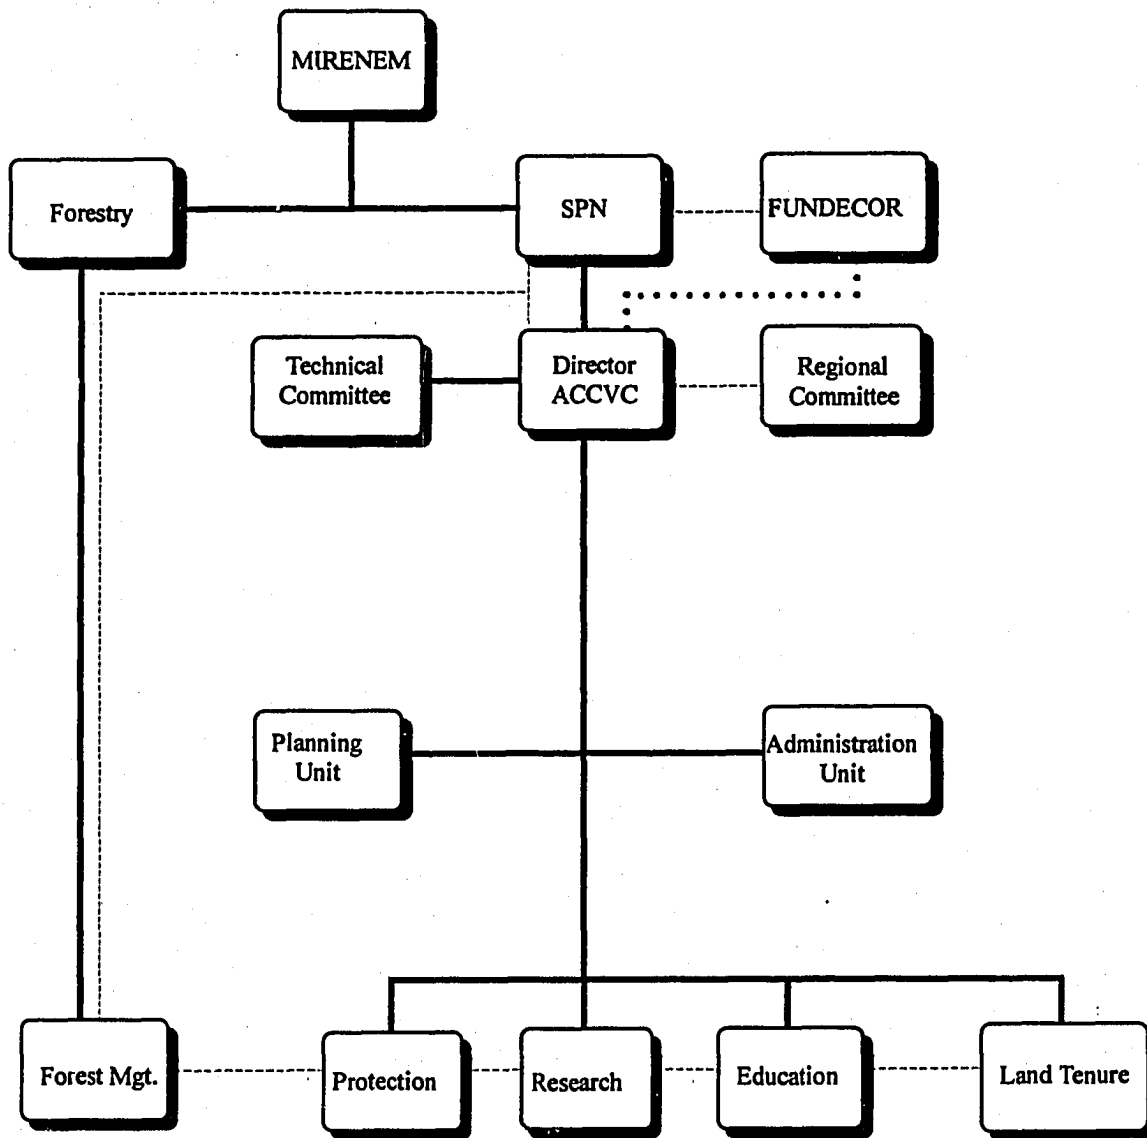 MIRENEM
Forestry
SPN
FUNDECOR
Technical
Committee
Director
ACCVC
Regional
Committee
Planning
Unit
Administration
Unit
Forest Mgt.
Protection
Research
Education
Land Tenure